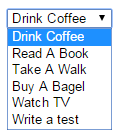 Drink Coffee
Drink Coffee
Read A Book
Take A Walk
Buy A Bagel
Watch TV
Write a test